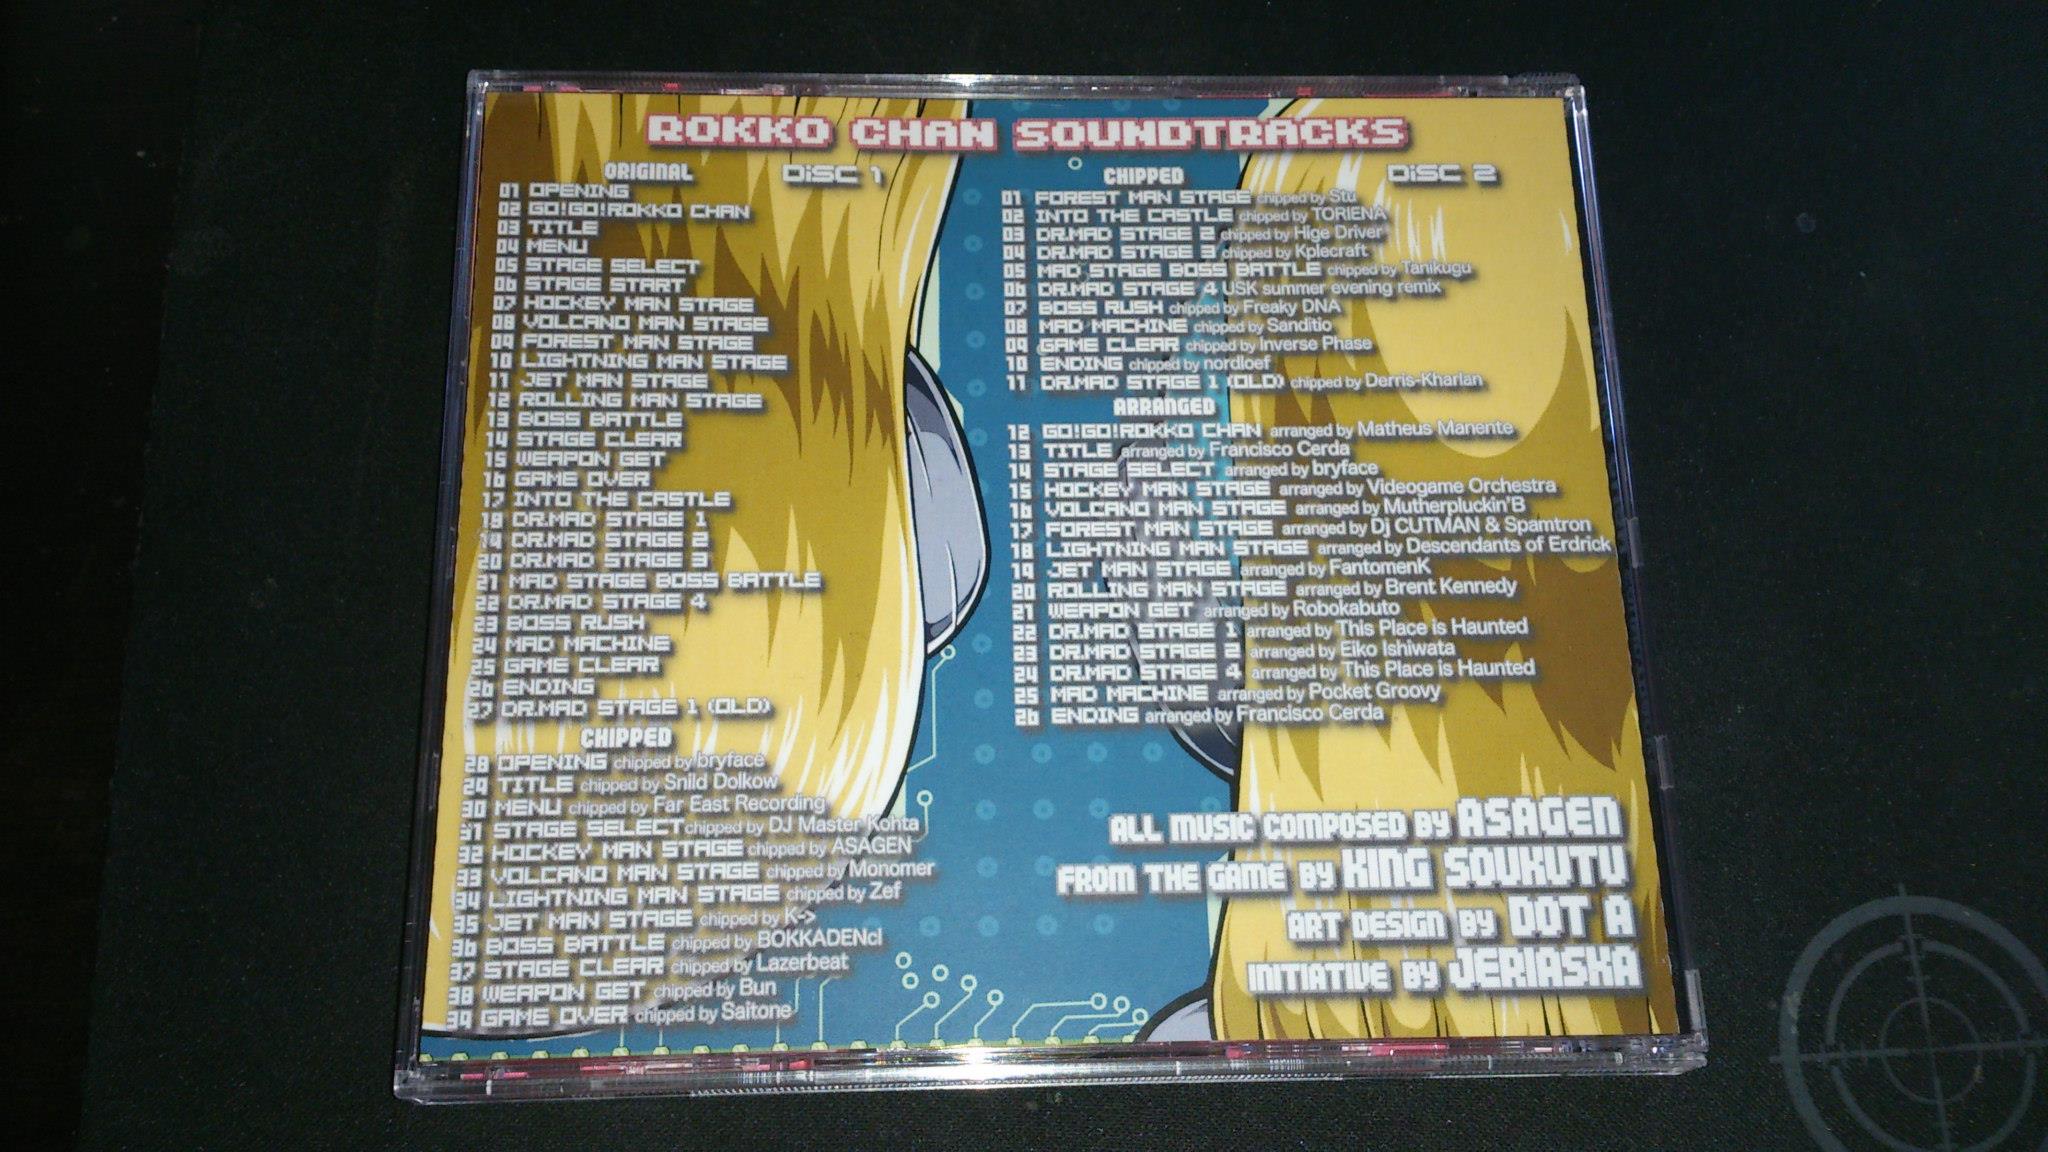 ROKKO CHAN SOUNDTRACKS
ORIGINAL DISC 1
01 OPENING
02 GO!GO!ROKKO CHAN
03 TITLE
04 MENU
05 STAGE SELECT
06 STAGE START
07 HOCKEY MAN STAGE
08 VOLCANO MAN STAGE
09 FOREST MAN STAGE
10 LIGHTNING MAN STAGE
11 JET MAN STAGE
12 ROLLING MAN STAGE
13 BOSS BATTLE
14 STAGE CLEAR
15 WEAPON GET
16 GAME OVER
17 INTO THE CASTLE
18 DR.MAD STAGE 1
19 DR.MAD STAGE 2
20 DR.MAD STAGE 3
21 MAD STAGE BOSS BATTLE
22 DR.MAD STAGE 4
23 BOSS RUSH
24 MAD MACHINE
25 GAME CLEAR
26 ENDING
27 DR.MAD STAGE 1 (OLD)
CHIPPED
28 OPENING chipped by bryface
29 TITLE chipped by Snild Dolkow
30 MENU chipped by Far East Recording
31 STAGE SELECT chipped by DJ Master Kohta
32 HOCKEY MAN STAGE chipped by ASAGEN
33 VOLCANO MAN STAGE chipped by Monomer
34 LIGHTNING MAN STAGE chipped by Zef
35 JET MAN STAGE chipped by K->
36 BOSS BATTLE chipped by BOKKADENci
37 STAGE CLEAR chipped by Lazerbeat
38 WEAPON GET chipped by Bun
39 GAME OVER chipped by Saitone
CHIPPED DISC 2
01 FOREST MAN STAGE chipped by Stu
02 INTO THE CASTLE chipped by TORIENA
03 DR.MAD STAGE 2 chipped by Hige Driver
04 DR.MAD STAGE 3 chipped by Kplecraft
05 MAD STAGE BOSS BATTLE chipped by Tanikugu
06 DR.MAD STAGE 4 USK summer evening remix
07 BOSS RUSH chipped by Freaky DNA
08 MAD MACHINE chipped by Sanditio
09 GAME CLEAR chipped by Inverse Phase
10 ENDING chipped by nordloef
11 DR.MAD STAGE 1 (OLD) chipped by Derris-Kharlan
ARRANGED
12 GO!GO!ROKKO CHAN arranged by Matheus Manente
13 TITLE arranged by Francisco Cerda
14 STAGE SELECT arranged by bryface
15 HOCKEY MAN STAGE arranged by Videogame Orchestra
16 VOLCANO MAN STAGE arranged by Mutherpluckin'B
17 FOREST MAN STAGE arranged by Dj CUTMAN & Spamtron
18 LIGHTNING MAN STAGE arranged by Descendants of Erdrick
19 JET MAN STAGE arranged by FantomenK
20 ROLLING MAN STAGE arranged by Brent Kennedy
21 WEAPON GET arranged by Robokabuto
22 DR.MAD STAGE 1 arranged by This Place is Haunted
23 DR.MAD STAGE 2 arranged by Eiko Ishiwata
24 DR.MAD STAGE 4 arranged by This Place is Haunted
25 MAD MACHINE arranged by Pocket Groovy
26 ENDING arranged by Francisco Cerda
ALL MUSIC COMPOSED BY ASAGEN
FROM THE GAME BY KING SOUKUTU
ART DESIGN BY DOT A
INITIATIVE BY JERIASKA